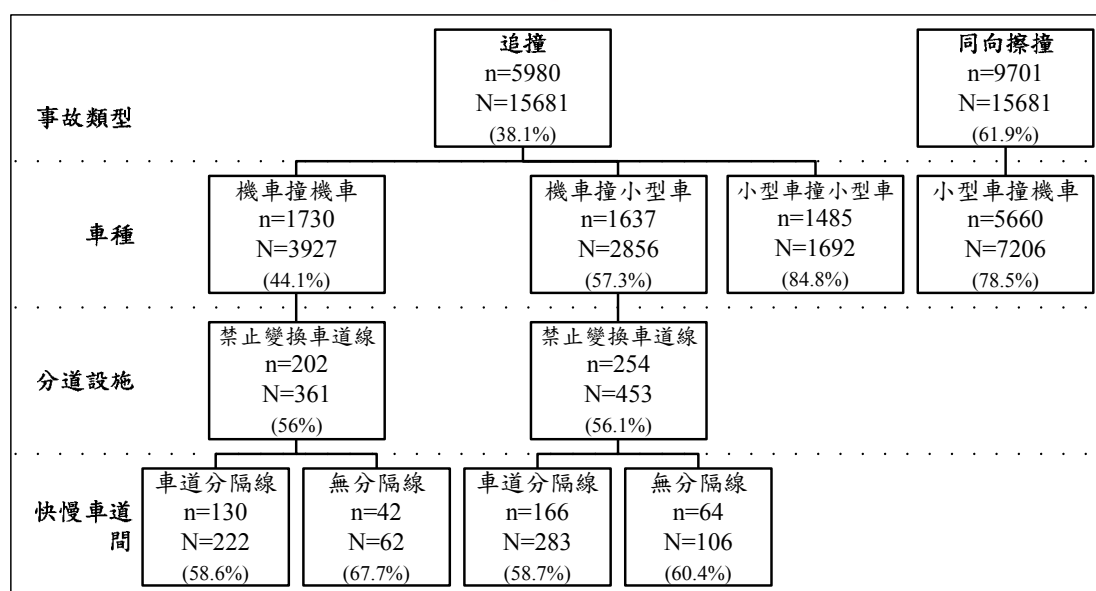 事故類型
追撞
n=5980
N=15681
(38.1%)
同向擦撞
n=9701
N=15681
(61.9%)
車種
機車撞機車
n=1730
N=3927
(44.1%)
機車撞小型車
n=1637
N=2856
(57.3%)
小型車撞小型車
n=1485
N=1692
(84.8%)
小型車撞機車
n=5660
N=7206
(78.5%)
分道設施
禁止變換車道線
n=202
N=361
(56%)
禁止變換車道線
n=254
N=453
(56.1%)
快慢車道
間
車道分隔線
n=130
N=222
(58.6%)
無分隔線
n=42
N=62
(67.7%)
車道分隔線
n=166
N=283
(58.7%)
無分隔線
n=64
N=106
(60.4%)